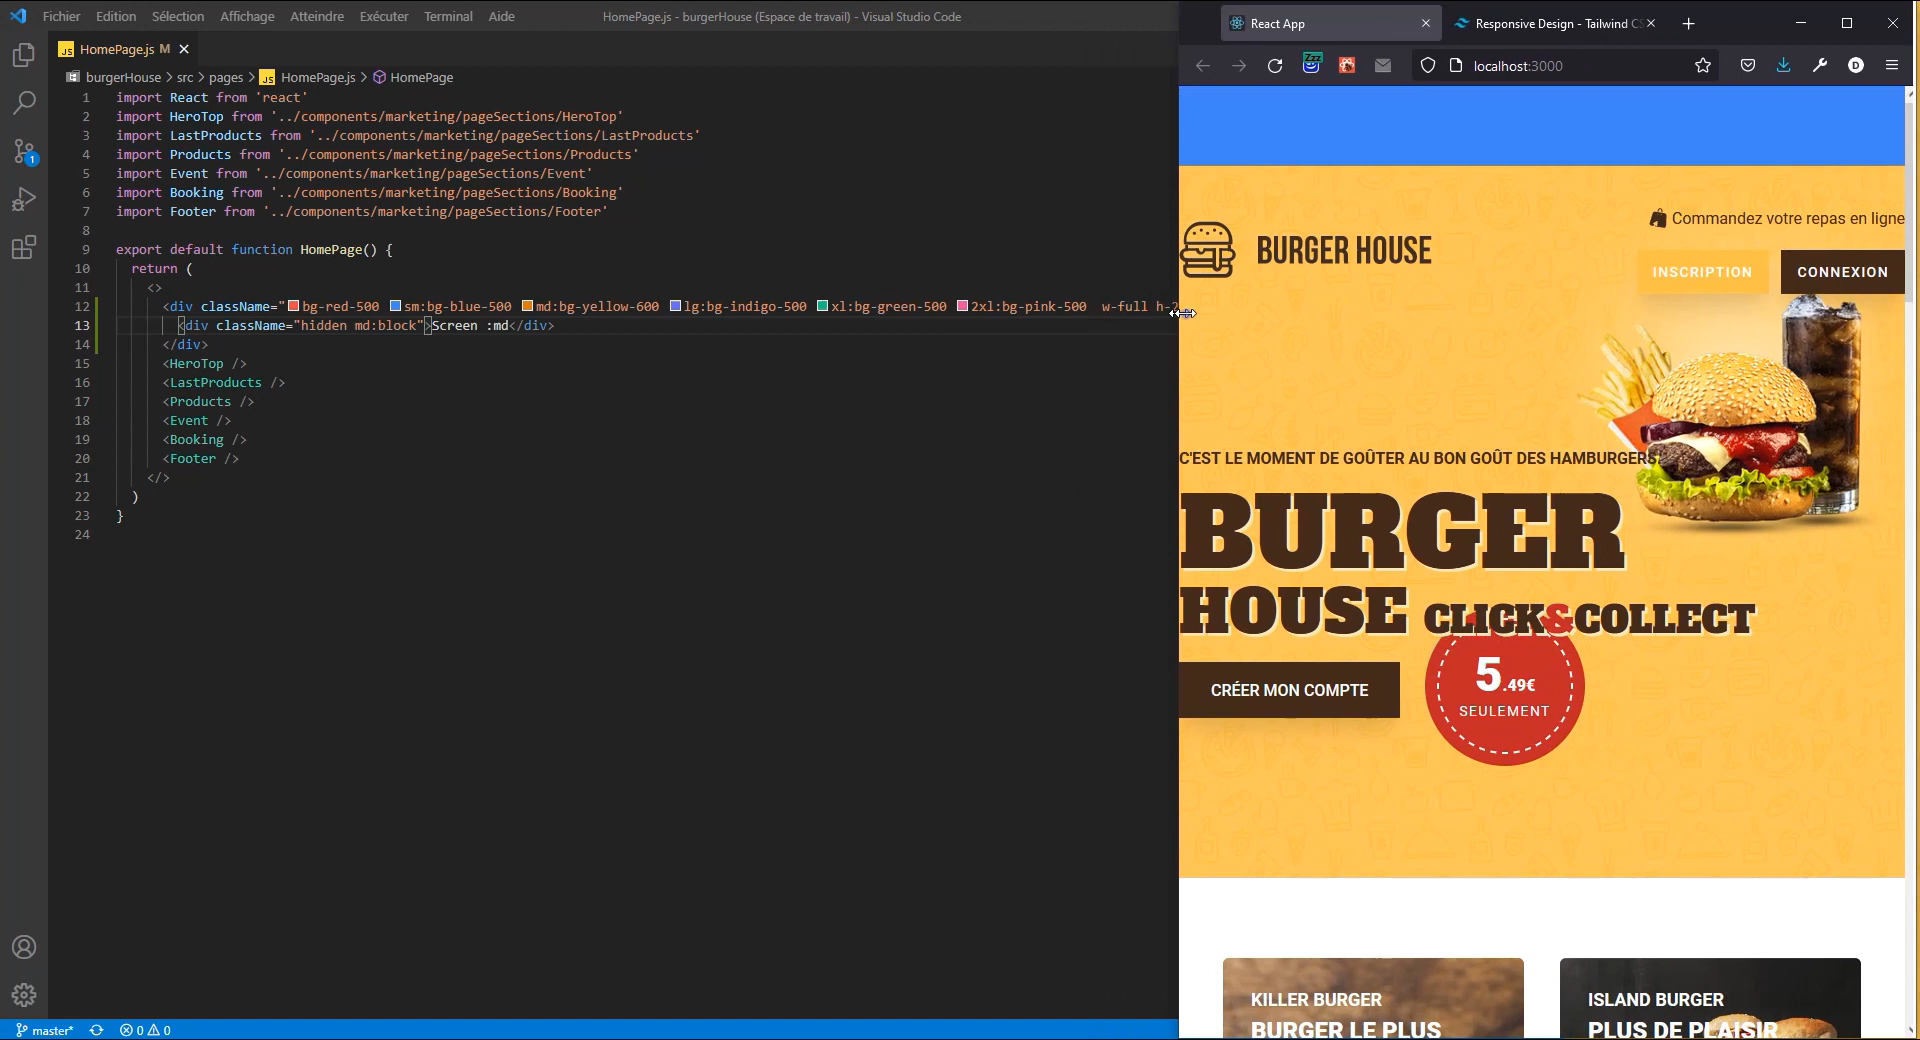 Fichier Edition Sélection Affichage Atteindre Exécuter Terminal Aide
HomePage.js - burgerHouse (Espace de travail) - Visual Studio Code
JS HomePage.js M
burgerHouse > src > pages > JS HomePage.js > HomePage
1 import React from 'react'
2 import HeroTop from '../components/marketing/pageSections/HeroTop'
3 import LastProducts from '../components/marketing/pageSections/LastProducts'
4 import Products from '../components/marketing/pageSections/Products'
5 import Event from '../components/marketing/pageSections/Event'
6 import Booking from '../components/marketing/pageSections/Booking'
7 import Footer from '../components/marketing/pageSections/Footer'
8
9 export default function HomePage() {
10 return (
11 <>
12 <div className="bg-red-500 sm:bg-blue-500 md:bg-yellow-600 lg:bg-indigo-500 xl:bg-green-500 2xl:bg-pink-500 w-full h-2
13 <div className="hidden md:block">Screen :md</div>
14 </div>
15 <HeroTop />
16 <LastProducts />
17 <Products />
18 <Event />
19 <Booking />
20 <Footer />
21 </>
22 )
23 }
24
1
master* 0 0
React App
Responsive Design - Tailwind CS
localhost:3000
Zzz
D
Commandez votre repas en ligne
BURGER HOUSE
INSCRIPTION
CONNEXION
C'EST LE MOMENT DE GOÛTER AU BON GOÛT DES HAMBURGERS
BURGER
HOUSE CLICK&COLLECT
5.49€
SEULEMENT
CRÉER MON COMPTE
KILLER BURGER
BURGER LE PLUS
ISLAND BURGER
PLUS DE PLAISIR